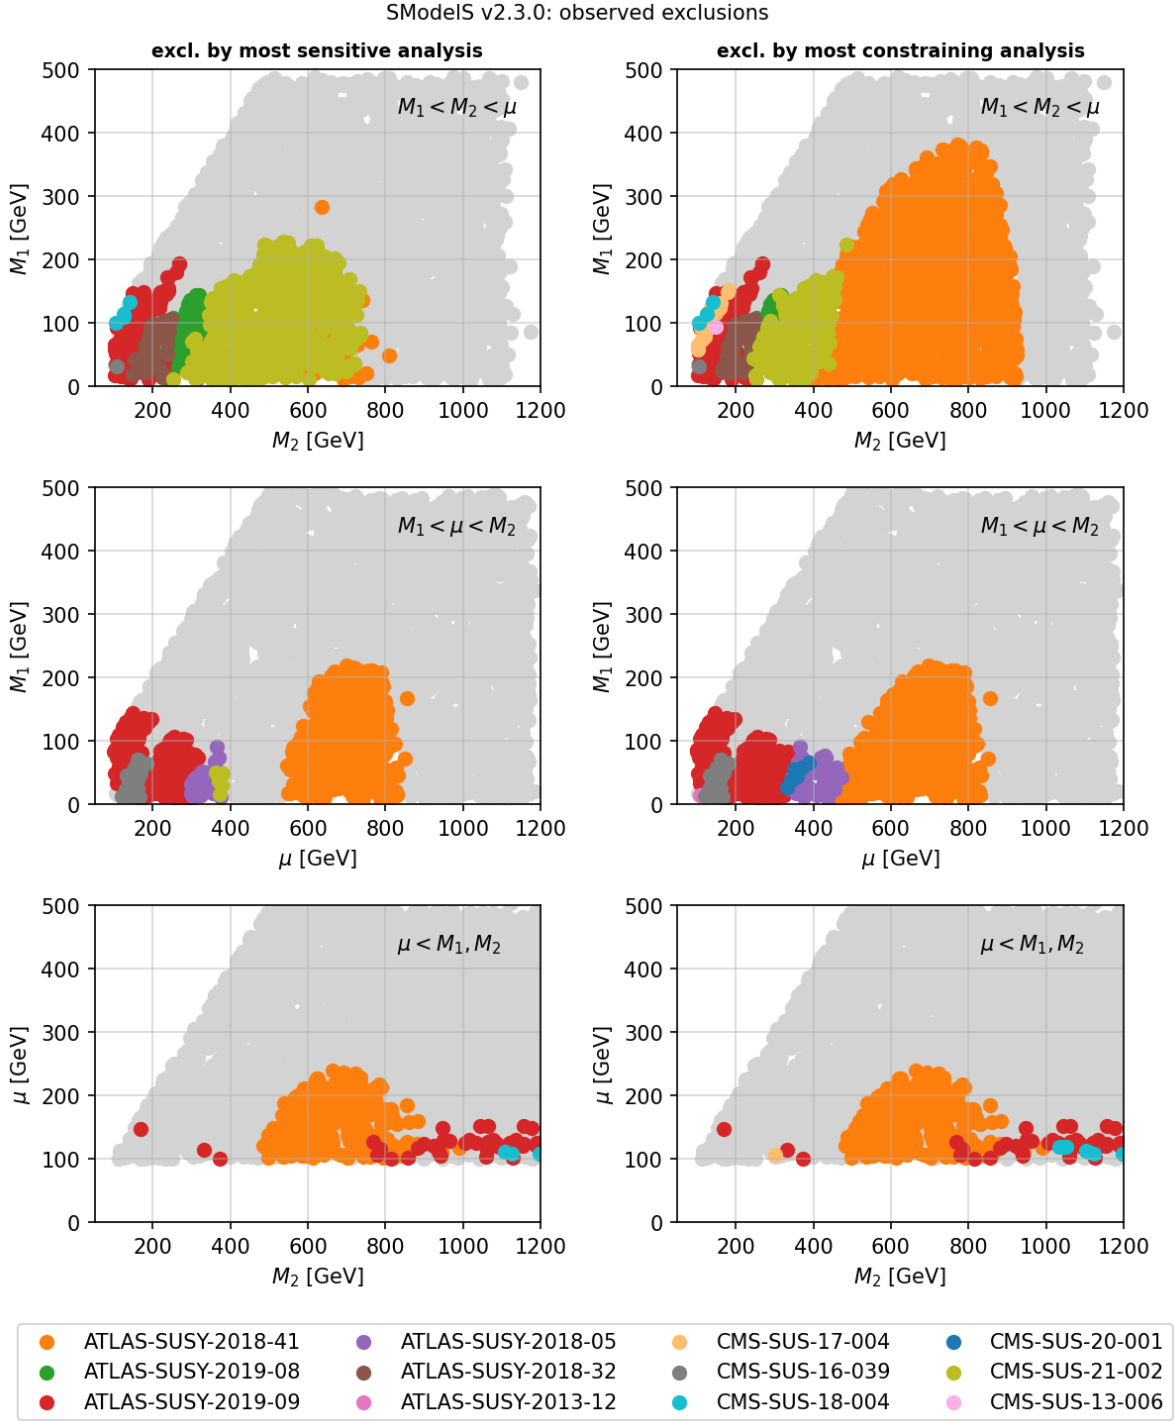 SModelS v2.3.0: observed exclusions
excl. by most sensitive analysis
excl. by most constraining analysis
500
400
300
200
100
0
M₁ [GeV]
M₁ < M₂ < μ
200 400 600 800 1000 1200
M₂ [GeV]
500
400
300
200
100
0
M₁ [GeV]
M₁ < M₂ < μ
200 400 600 800 1000 1200
M₂ [GeV]
500
400
300
200
100
0
M₁ [GeV]
M₁ < μ < M₂
200 400 600 800 1000 1200
μ [GeV]
500
400
300
200
100
0
M₁ [GeV]
M₁ < μ < M₂
200 400 600 800 1000 1200
μ [GeV]
500
400
300
200
100
0
μ [GeV]
μ < M₁, M₂
200 400 600 800 1000 1200
M₂ [GeV]
500
400
300
200
100
0
μ [GeV]
μ < M₁, M₂
200 400 600 800 1000 1200
M₂ [GeV]
ATLAS-SUSY-2018-41 ATLAS-SUSY-2018-05 CMS-SUS-17-004 CMS-SUS-20-001
ATLAS-SUSY-2019-08 ATLAS-SUSY-2018-32 CMS-SUS-16-039 CMS-SUS-21-002
ATLAS-SUSY-2019-09 ATLAS-SUSY-2013-12 CMS-SUS-18-004 CMS-SUS-13-006